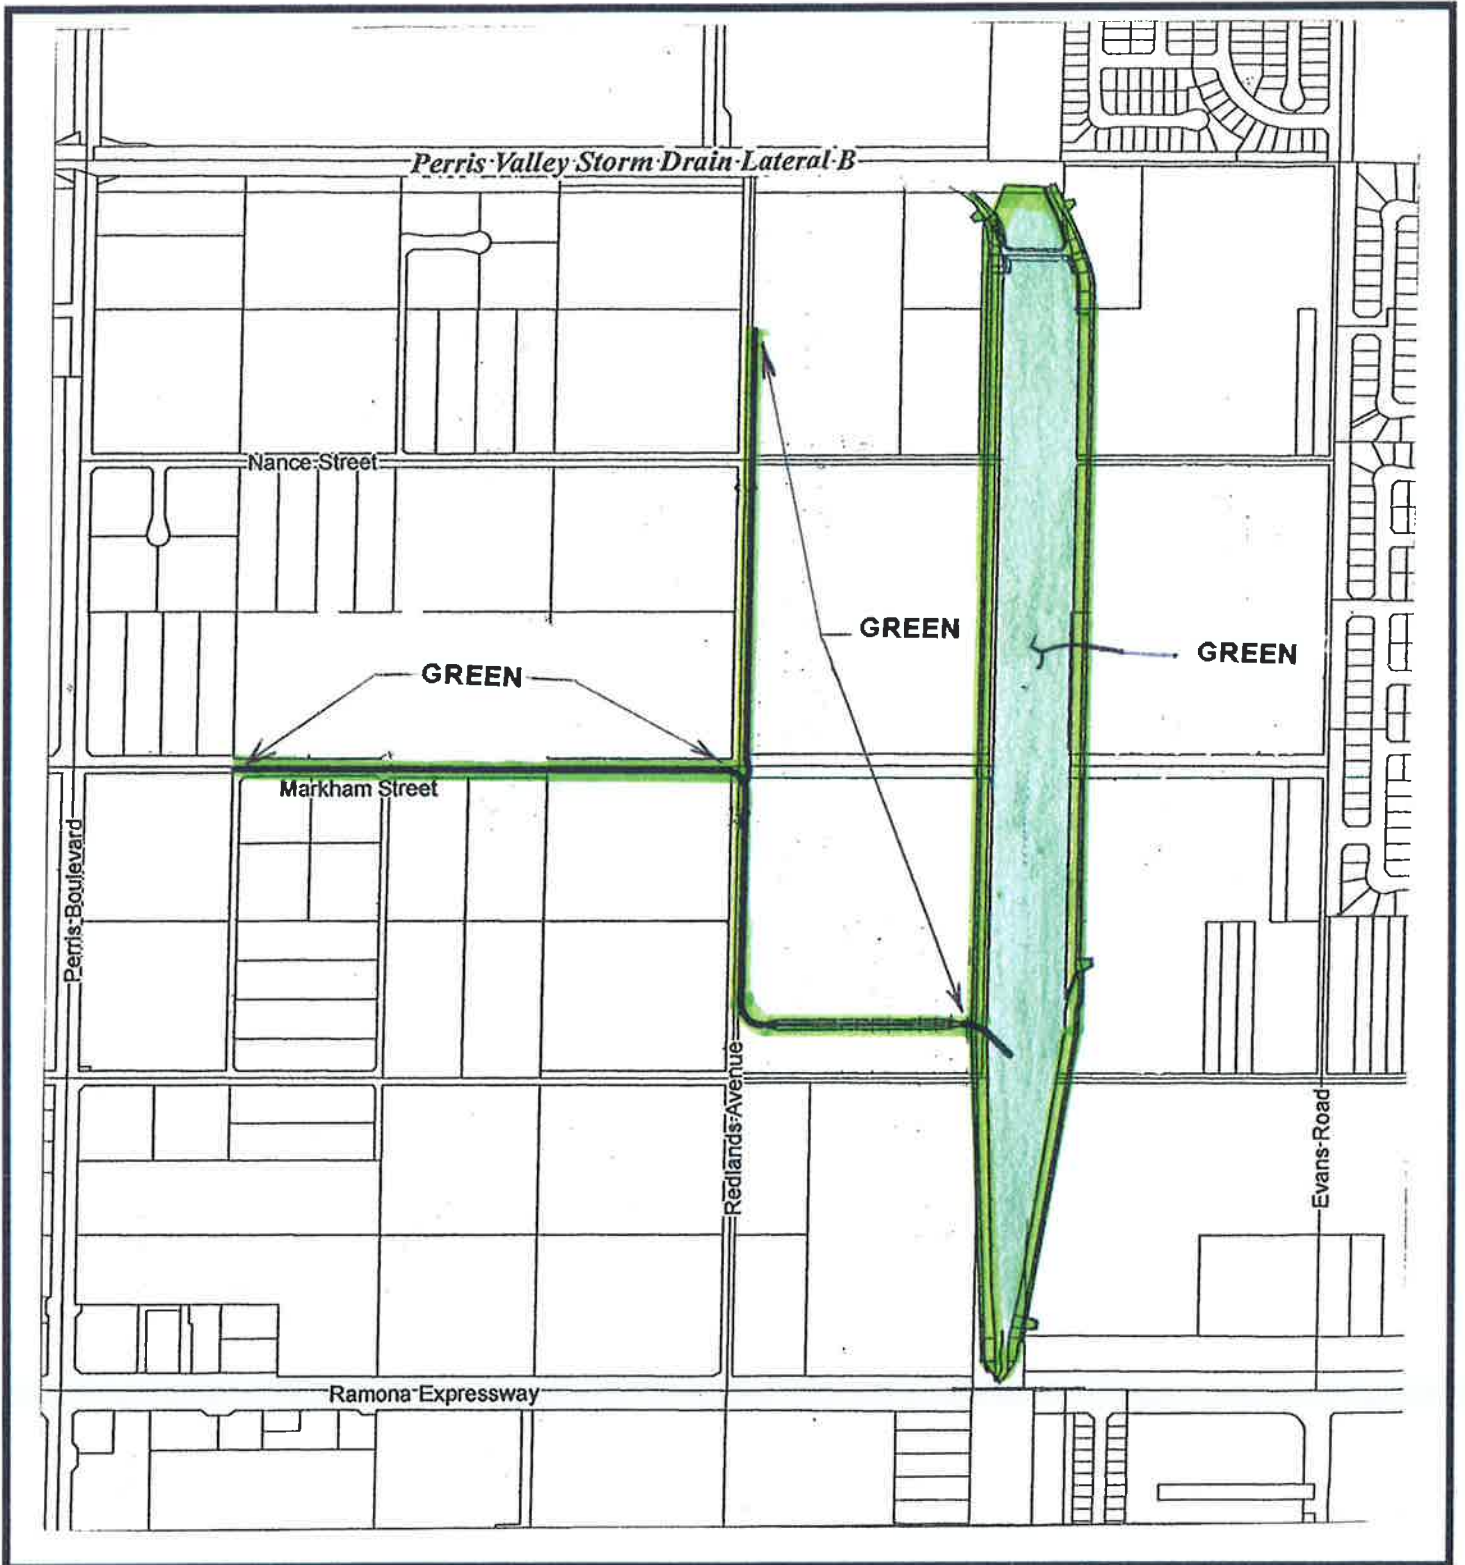 Perris Valley Storm Drain Lateral B
Nance Street
GREEN
GREEN
GREEN
Markham Street
Perris Boulevard
Redlands Avenue
Evans Road
Ramona Expressway